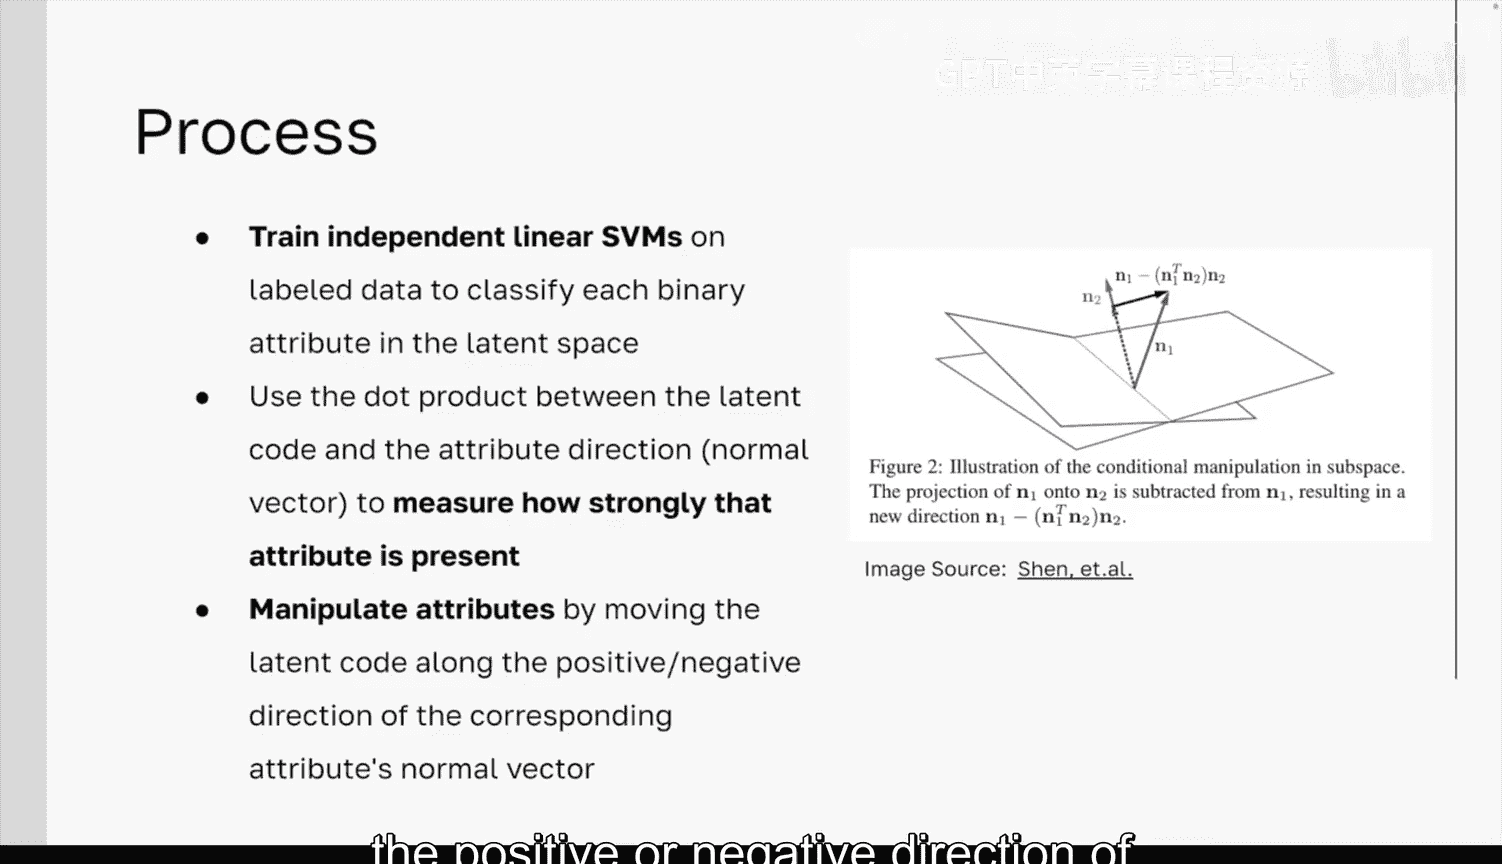 Process
● Train independent linear SVMs on
labeled data to classify each binary
attribute in the latent space
● Use the dot product between the latent
code and the attribute direction (normal
vector) to measure how strongly that
attribute is present
● Manipulate attributes by moving the
latent code along the positive/negative
direction of the corresponding
attribute's normal vector
n₁ − (n₁ᵀn₂)n₂
n₂
n₁
Figure 2: Illustration of the conditional manipulation in subspace.
The projection of n₁ onto n₂ is subtracted from n₁, resulting in a
new direction n₁ − (n₁ᵀn₂)n₂.
Image Source: Shen, et.al.
the positive or negative direction of